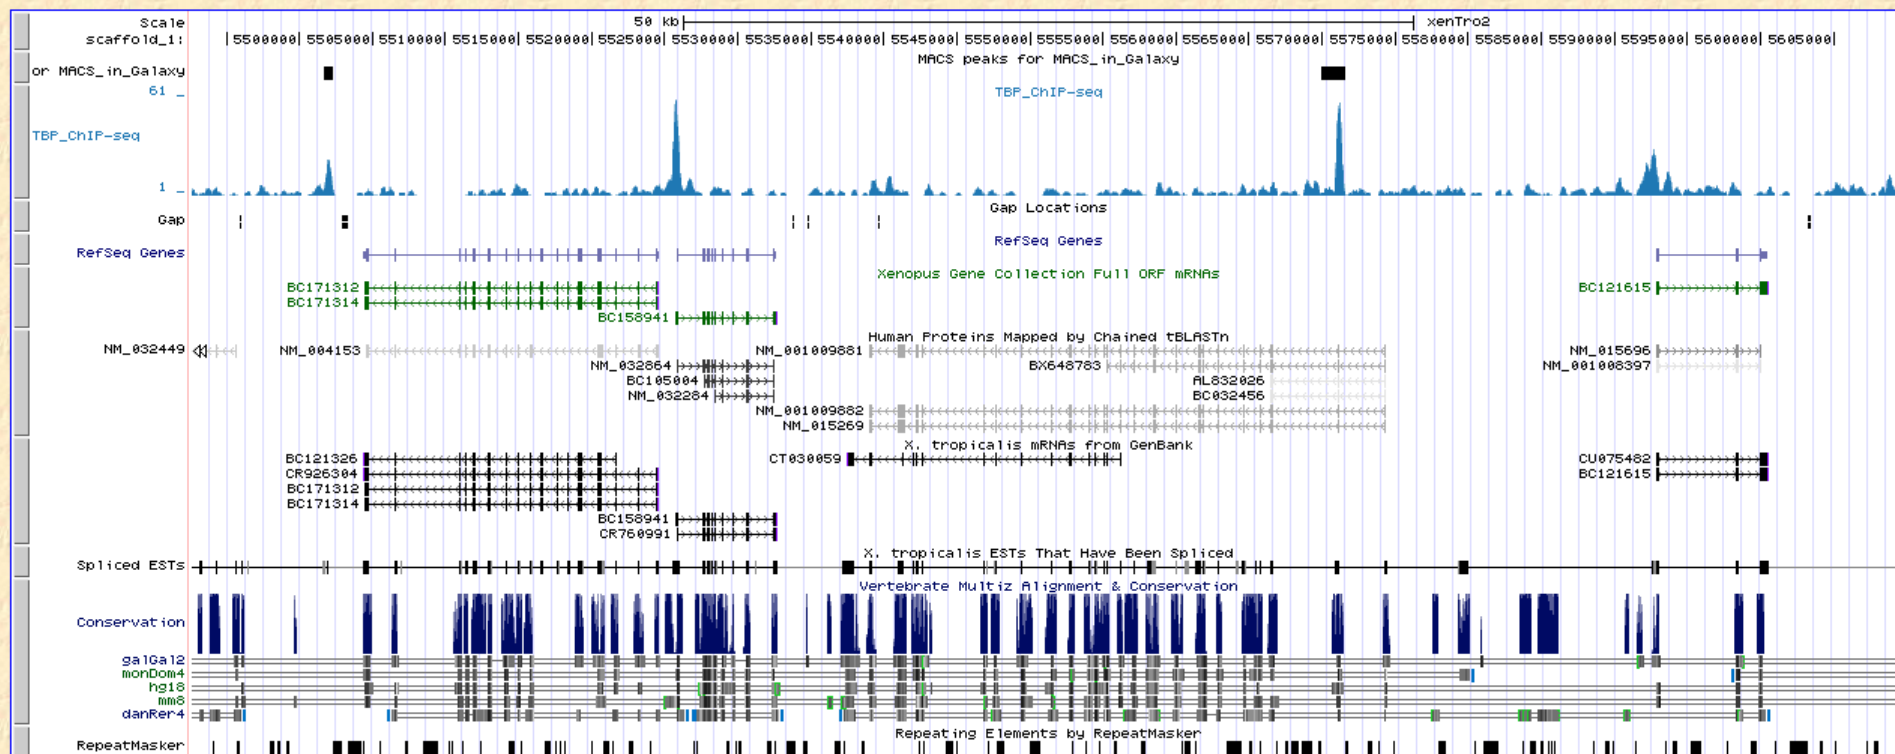 Scale 50 kb xenTro2
scaffold_1: 5500000 5505000 5510000 5515000 5520000 5525000 5530000 5535000 5540000 5545000 5550000 5555000 5560000 5565000 5570000 5575000 5580000 5585000 5590000 5595000 5600000 5605000
MACS peaks for MACS_in_Galaxy
or MACS_in_Galaxy
61 _ TBP_ChIP-seq
TBP_ChIP-seq
1 _
Gap Locations
Gap
RefSeq Genes
RefSeq Genes
Xenopus Gene Collection Full ORF mRNAs
BC171312 BC121615
BC171314
BC158941
Human Proteins Mapped by Chained tBLASTn
NM_032449 NM_004153 NM_001009881 NM_015696
NM_032864 BX648783 NM_001008397
BC105004 AL832026
NM_032284 BC032456
NM_001009882
NM_015269
X. tropicalis mRNAs from GenBank
BC121326 CT030059 CU075482
CR926304 BC121615
BC171312
BC171314
BC158941
CR760991
X. tropicalis ESTs That Have Been Spliced
Spliced ESTs
Vertebrate Multiz Alignment & Conservation
Conservation
galGal2
monDom4
hg18
mm8
danRer4
Repeating Elements by RepeatMasker
RepeatMasker